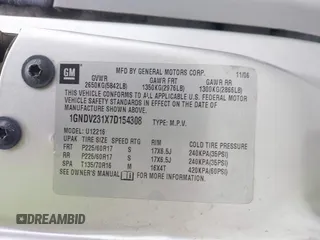 GM
MFD BY GENERAL MOTORS CORP. 11/06
GVWR GAWR FRT GAWR RR
2650KG(5842LB) 1350KG(2976LB) 1300KG(2866LB)
THIS VEHICLE CONFORMS TO ALL APPLICABLE
U.S. FEDERAL MOTOR VEHICLE SAFETY AND THEFT
PREVENTION STANDARDS IN EFFECT ON THE DATE
OF MANUFACTURE SHOWN ABOVE.
1GNDV231X7D154308 TYPE: M.P.V.
MODEL: U12216
TIRE SIZE SPEED RTG RIM COLD TIRE PRESSURE
FRT P225/60R17 S 17X6.5J 240KPA(35PSI)
RR P225/60R17 S 17X6.5J 240KPA(35PSI)
SPA T135/70R16 M 16X4T 420KPA(60PSI)
SEE OWNER'S MANUAL FOR MORE INFORMATION.
DREAMBID